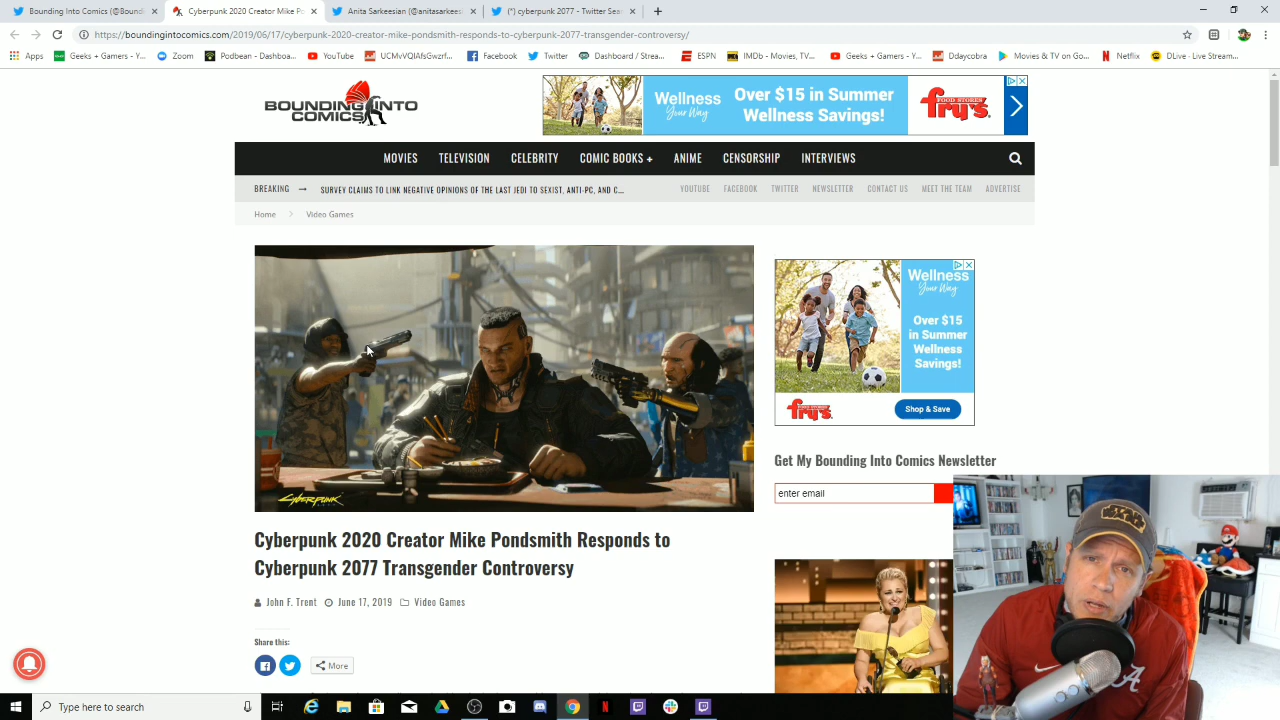 Bounding Into Comics (@Bound
Cyberpunk 2020 Creator Mike Po
Anita Sarkeesian (@anitasarkees
(*) cyberpunk 2077 - Twitter Sea
https://boundingintocomics.com/2019/06/17/cyberpunk-2020-creator-mike-pondsmith-responds-to-cyberpunk-2077-transgender-controversy/
Apps
Geeks + Gamers - Y...
Zoom
Podbean - Dashboa...
YouTube
UCMvVQIAfsGwzrf...
Facebook
Twitter
Dashboard / Strea...
ESPN
IMDb - Movies, TV...
Geeks + Gamers - Y...
Ddaycobra
Movies & TV on Go...
Netflix
DLive · Live Stream...
BOUNDING INTO
COMICS
Wellness
Your Way
Over $15 in Summer
Wellness Savings!
FOOD STORES
fry's
MOVIES TELEVISION CELEBRITY COMIC BOOKS + ANIME CENSORSHIP INTERVIEWS
BREAKING → SURVEY CLAIMS TO LINK NEGATIVE OPINIONS OF THE LAST JEDI TO SEXIST, ANTI-PC, AND C...
YOUTUBE FACEBOOK TWITTER NEWSLETTER CONTACT US MEET THE TEAM ADVERTISE
Home > Video Games
CYBERPUNK
Wellness
Your Way
Over $15
in Summer
Wellness
Savings!
fry's
Shop & Save
Get My Bounding Into Comics Newsletter
enter email
Cyberpunk 2020 Creator Mike Pondsmith Responds to
Cyberpunk 2077 Transgender Controversy
John F. Trent June 17, 2019 Video Games
Share this:
More
STAR WARS
A
Type here to search